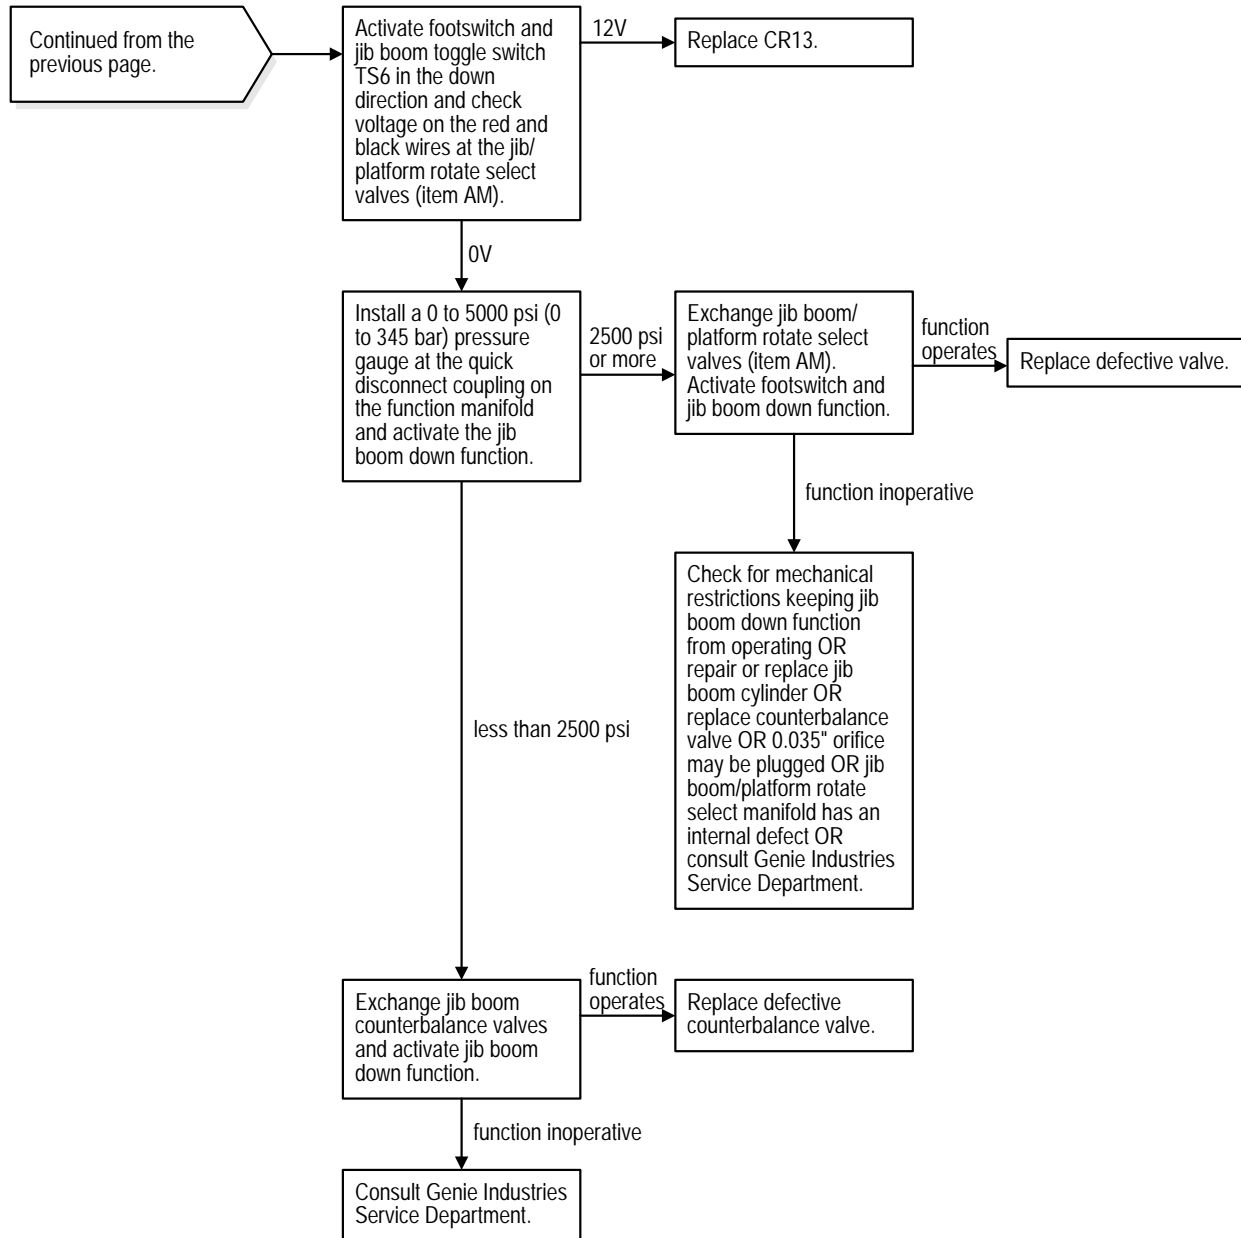 Continued from the
previous page.
Activate footswitch and
jib boom toggle switch
TS6 in the down
direction and check
voltage on the red and
black wires at the jib/
platform rotate select
valves (item AM).
12V
Replace CR13.
0V
Install a 0 to 5000 psi (0
to 345 bar) pressure
gauge at the quick
disconnect coupling on
the function manifold
and activate the jib
boom down function.
2500 psi
or more
Exchange jib boom/
platform rotate select
valves (item AM).
Activate footswitch and
jib boom down function.
function
operates
Replace defective valve.
function inoperative
Check for mechanical
restrictions keeping jib
boom down function
from operating OR
repair or replace jib
boom cylinder OR
replace counterbalance
valve OR 0.035" orifice
may be plugged OR jib
boom/platform rotate
select manifold has an
internal defect OR
consult Genie Industries
Service Department.
less than 2500 psi
Exchange jib boom
counterbalance valves
and activate jib boom
down function.
function
operates
Replace defective
counterbalance valve.
function inoperative
Consult Genie Industries
Service Department.